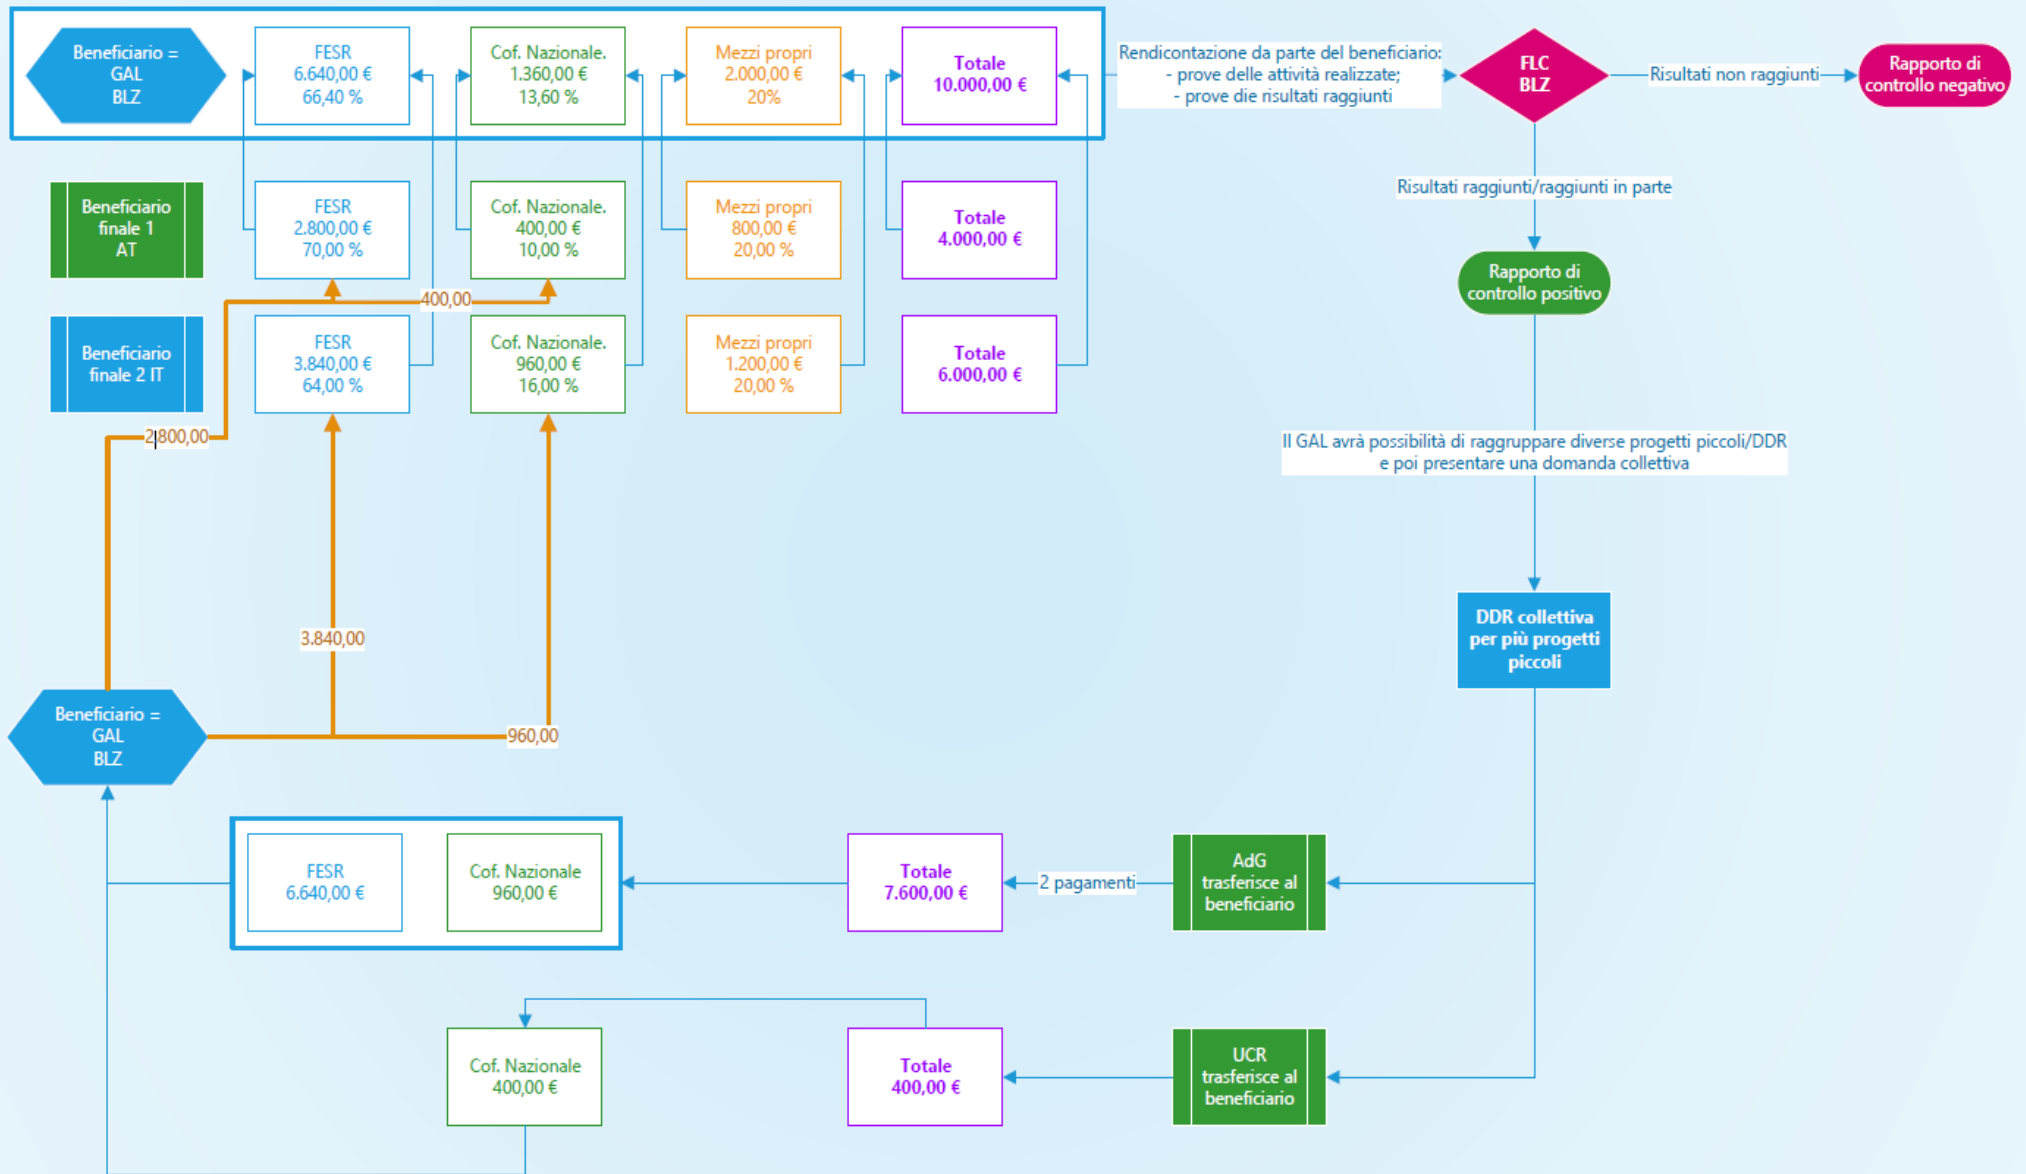 Beneficiario =
GAL
BLZ
FESR
6.640,00 €
66,40 %
Cof. Nazionale.
1.360,00 €
13,60 %
Mezzi propri
2.000,00 €
20%
Totale
10.000,00 €
Rendicontazione da parte del beneficiario:
- prove delle attività realizzate;
- prove die risultati raggiunti
FLC
BLZ
Risultati non raggiunti
Rapporto di
controllo negativo
Risultati raggiunti/raggiunti in parte
Beneficiario
finale 1
AT
FESR
2.800,00 €
70,00 %
Cof. Nazionale.
400,00 €
10,00 %
Mezzi propri
800,00 €
20,00 %
Totale
4.000,00 €
Rapporto di
controllo positivo
400,00
Beneficiario
finale 2 IT
FESR
3.840,00 €
64,00 %
Cof. Nazionale.
960,00 €
16,00 %
Mezzi propri
1.200,00 €
20,00 %
Totale
6.000,00 €
2.800,00
Il GAL avrà possibilità di raggruppare diverse progetti piccoli/DDR
e poi presentare una domanda collettiva
3.840,00
DDR collettiva
per più progetti
piccoli
Beneficiario =
GAL
BLZ
960,00
FESR
6.640,00 €
Cof. Nazionale
960,00 €
Totale
7.600,00 €
2 pagamenti
AdG
trasferisce al
beneficiario
Cof. Nazionale
400,00 €
Totale
400,00 €
UCR
trasferisce al
beneficiario